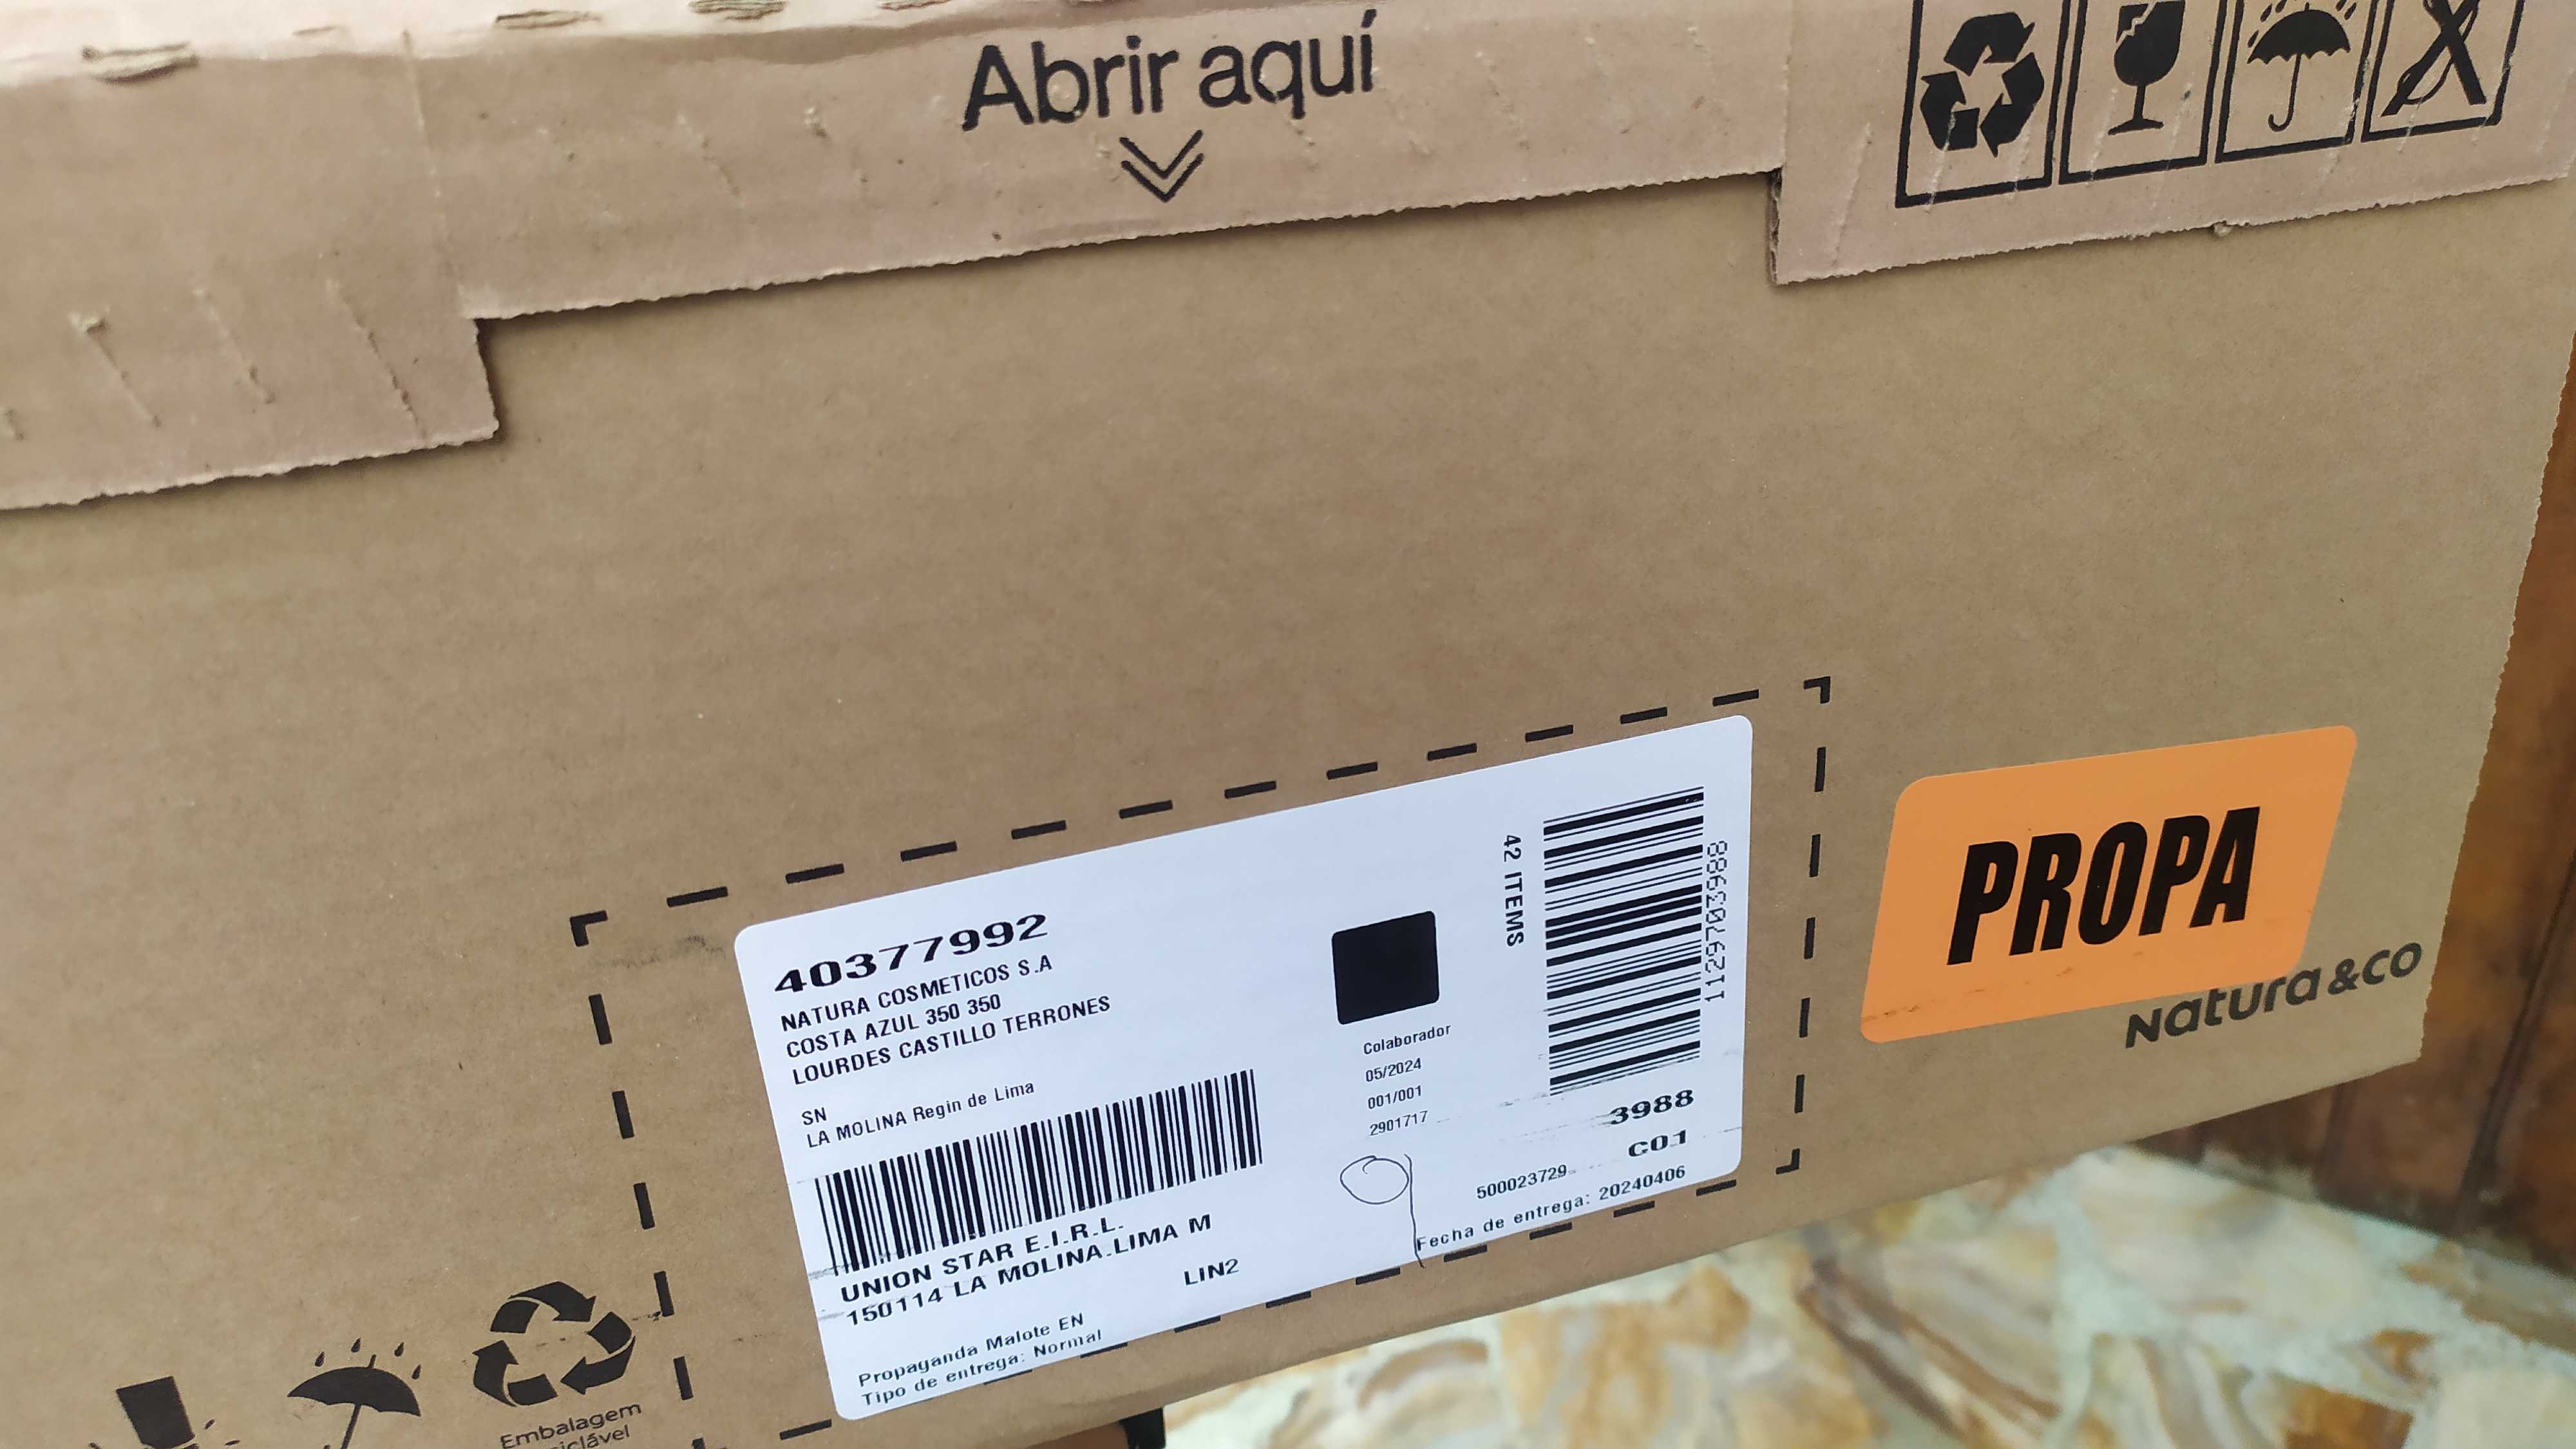 Abrir aquí
40377992
NATURA COSMETICOS S.A
COSTA AZUL 350 350
LOURDES CASTILLO TERRONES
SN
LA MOLINA Regin de Lima
UNION STAR E.I.R.L.
150114 LA MOLINA.LIMA M
LIN2
Propaganda Malote EN
Tipo de entrega: Normal
Colaborador
05/2024
001/001
2901717
42 ITEMS
1129703988
3988
C01
500023729
Fecha de entrega: 20240406
PROPA
Natura &CO
Embalagem